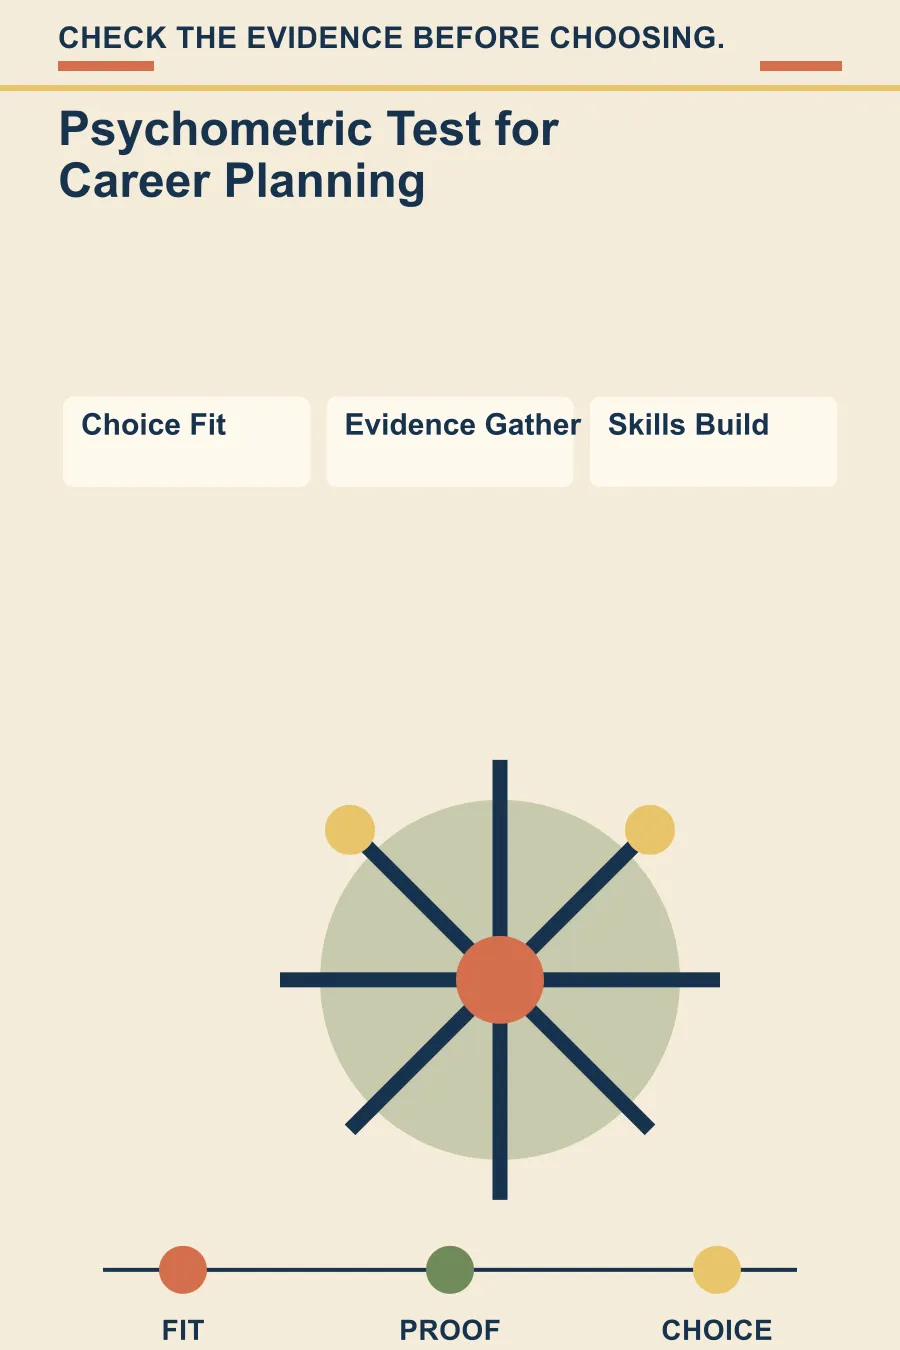 CHECK THE EVIDENCE BEFORE CHOOSING.
Psychometric Test for
Career Planning
Choice Fit
Evidence Gather
Skills Build
FIT
PROOF
CHOICE